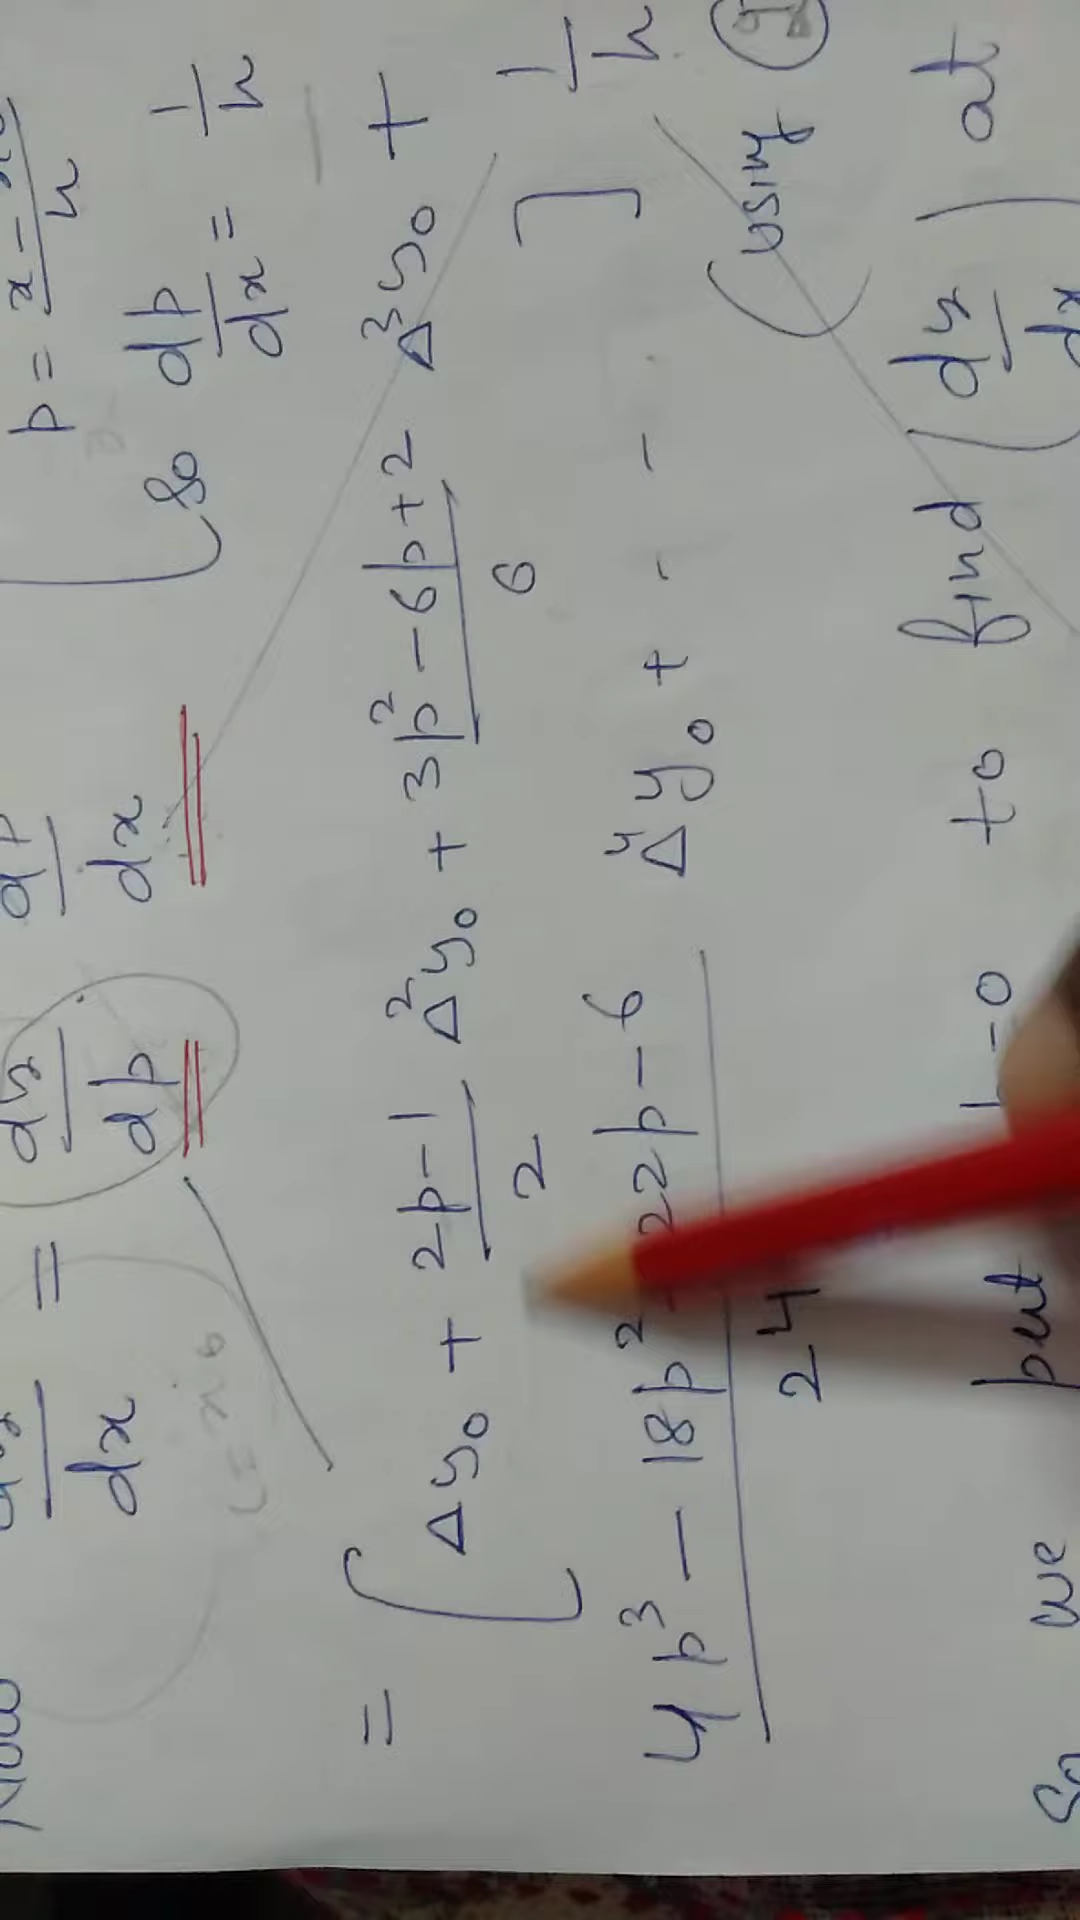 p = x - x0 / h
Now dy/dx = dy/dp · dp/dx
So dp/dx = 1/h
= [ Δy₀ + (2p-1)/2 Δ²y₀ + (3p²-6p+2)/6 Δ³y₀ +
(4p³ - 18p² 22p - 6)/24 Δ⁴y₀ + - - - . ] 1/h
(using
So we put p=0 to find (dy/dx) at